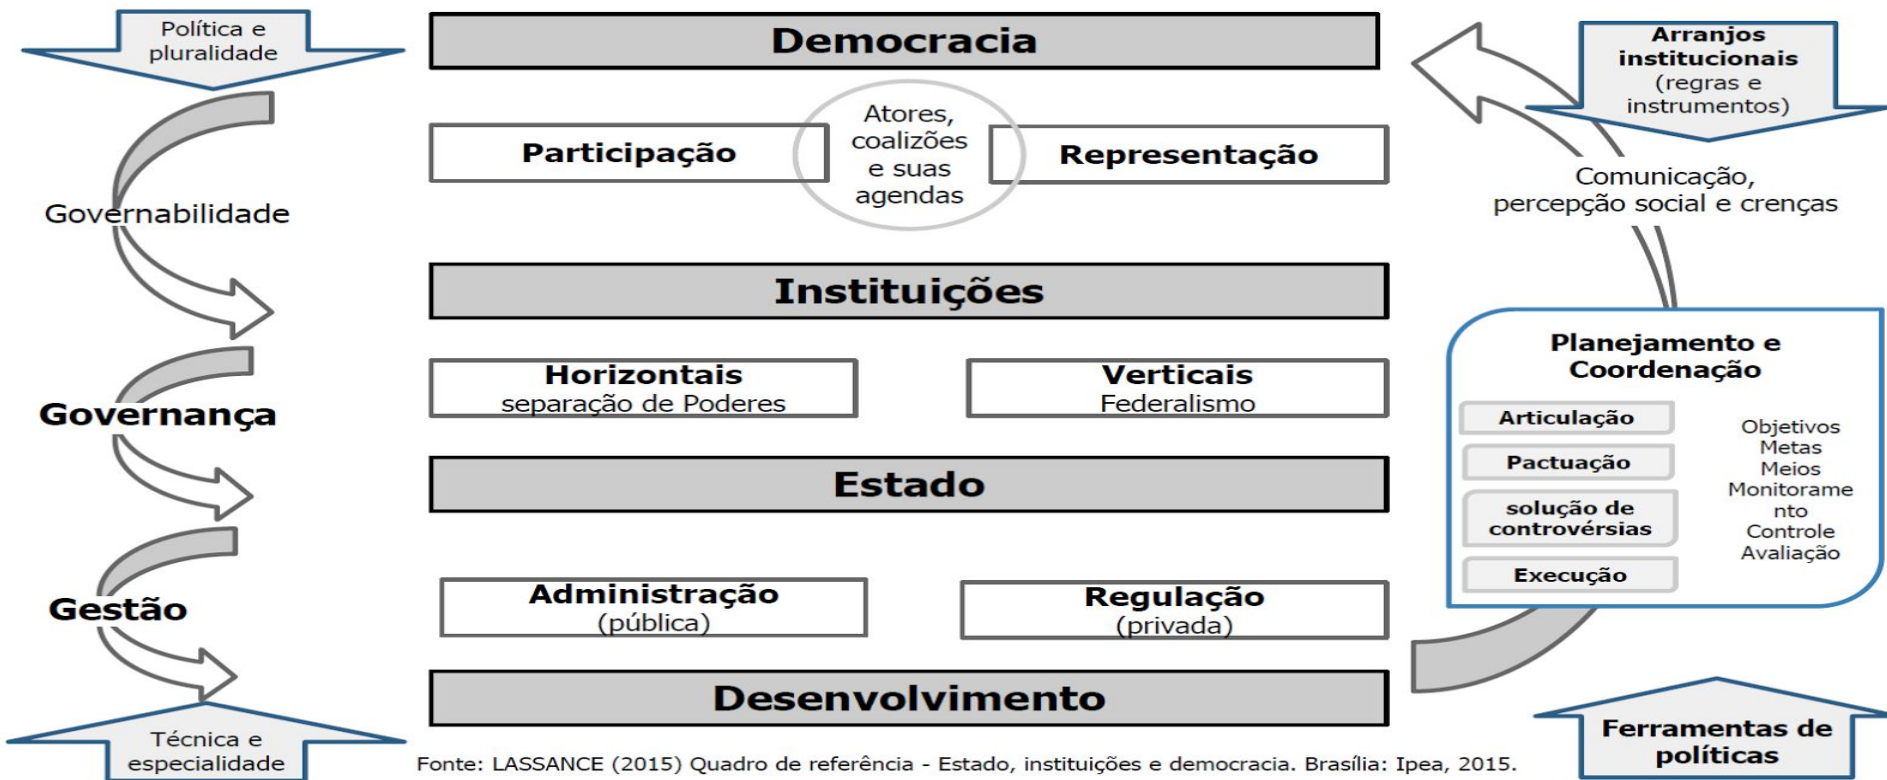 Política e
pluralidade
Democracia
Arranjos
institucionais
(regras e
instrumentos)
Participação
Atores,
coalizões
e suas
agendas
Representação
Governabilidade
Comunicação,
percepção social e crenças
Instituições
Horizontais
separação de Poderes
Verticais
Federalismo
Governança
Planejamento e
Coordenação
Articulação
Pactuação
solução de
controvérsias
Execução
Objetivos
Metas
Meios
Monitorame
nto
Controle
Avaliação
Estado
Gestão
Administração
(pública)
Regulação
(privada)
Desenvolvimento
Técnica e
especialidade
Ferramentas de
políticas
Fonte: LASSANCE (2015) Quadro de referência - Estado, instituições e democracia. Brasília: Ipea, 2015.